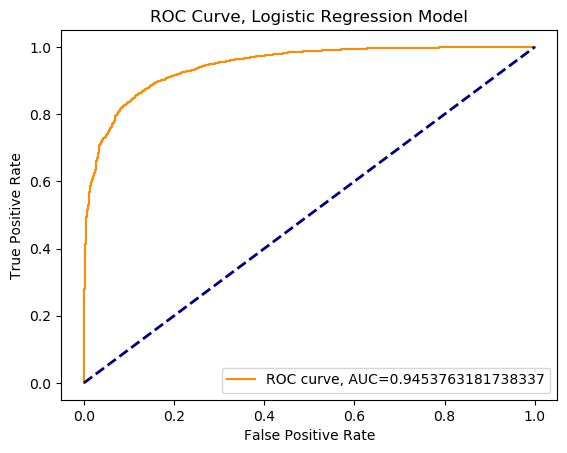 ROC Curve, Logistic Regression Model
1.0
0.8
0.6
0.4
0.2
0.0
True Positive Rate
ROC curve, AUC=0.9453763181738337
0.0 0.2 0.4 0.6 0.8 1.0
False Positive Rate